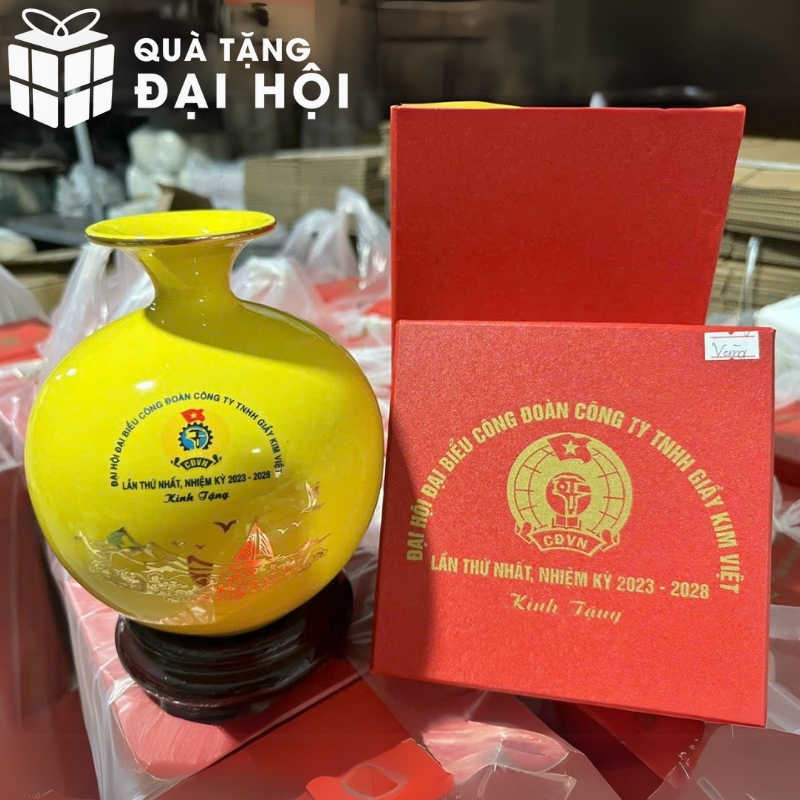 QUÀ TẶNG
ĐẠI HỘI
ĐẠI HỘI ĐẠI BIỂU CÔNG ĐOÀN CÔNG TY TNHH GIẤY KIM VIỆT
CĐVN
LẦN THỨ NHẤT, NHIỆM KỲ 2023 - 2028
Kính Tặng
Vàng
ĐẠI HỘI ĐẠI BIỂU CÔNG ĐOÀN CÔNG TY TNHH GIẦY KIM VIỆT
CĐVN
LẦN THỨ NHẤT, NHIỆM KỲ 2023 - 2028
Kính Tặng